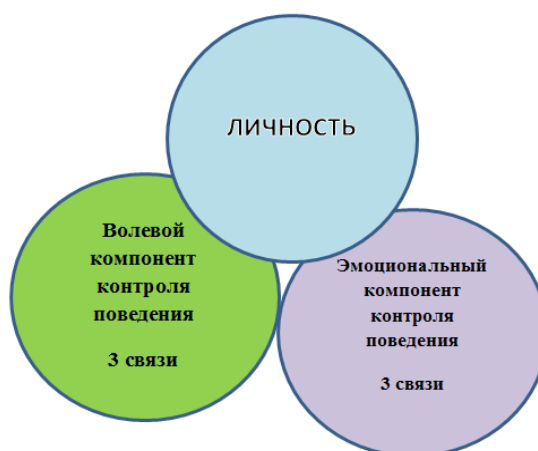 ЛИЧНОСТЬ
Волевой
компонент
контроля
поведения
3 связи
Эмоциональный
компонент
контроля
поведения
3 связи